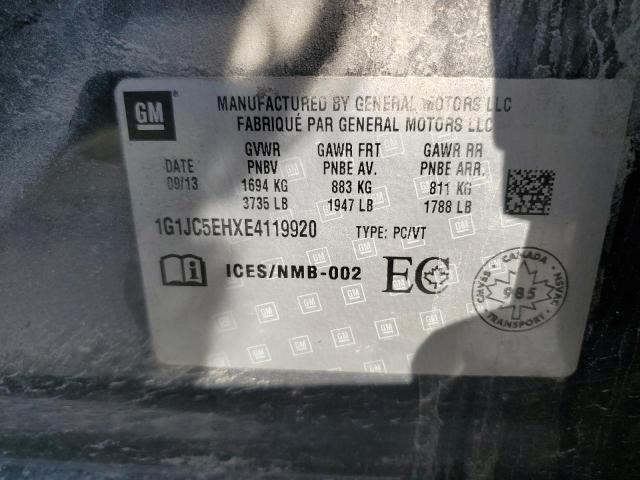 GM
MANUFACTURED BY GENERAL MOTORS LLC
FABRIQUÉ PAR GENERAL MOTORS LLC
GVWR GAWR FRT GAWR RR
DATE PNBV PNBE AV. PNBE ARR.
09/13 1694 KG 883 KG 811 KG
3735 LB 1947 LB 1788 LB
1G1JC5EHXE4119920 TYPE: PC/VT
ICES/NMB-002 EC
CANADA
CMVSS NSVAC
985
TRANSPORT